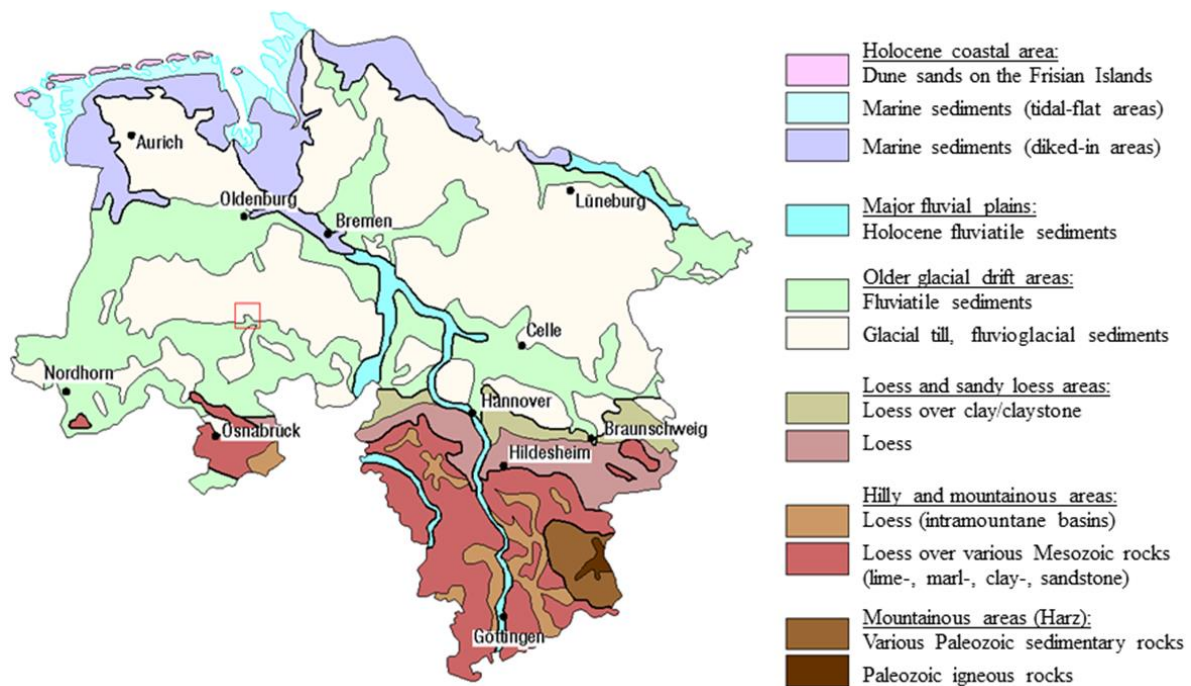 Aurich
Oldenburg
Bremen
Lüneburg
Celle
Nordhorn
Hannover
Osnabrück
Braunschweig
Hildesheim
Göttingen
Holocene coastal area:
Dune sands on the Frisian Islands
Marine sediments (tidal-flat areas)
Marine sediments (diked-in areas)
Major fluvial plains:
Holocene fluviatile sediments
Older glacial drift areas:
Fluviatile sediments
Glacial till, fluvioglacial sediments
Loess and sandy loess areas:
Loess over clay/claystone
Loess
Hilly and mountainous areas:
Loess (intramountane basins)
Loess over various Mesozoic rocks
(lime-, marl-, clay-, sandstone)
Mountainous areas (Harz):
Various Paleozoic sedimentary rocks
Paleozoic igneous rocks